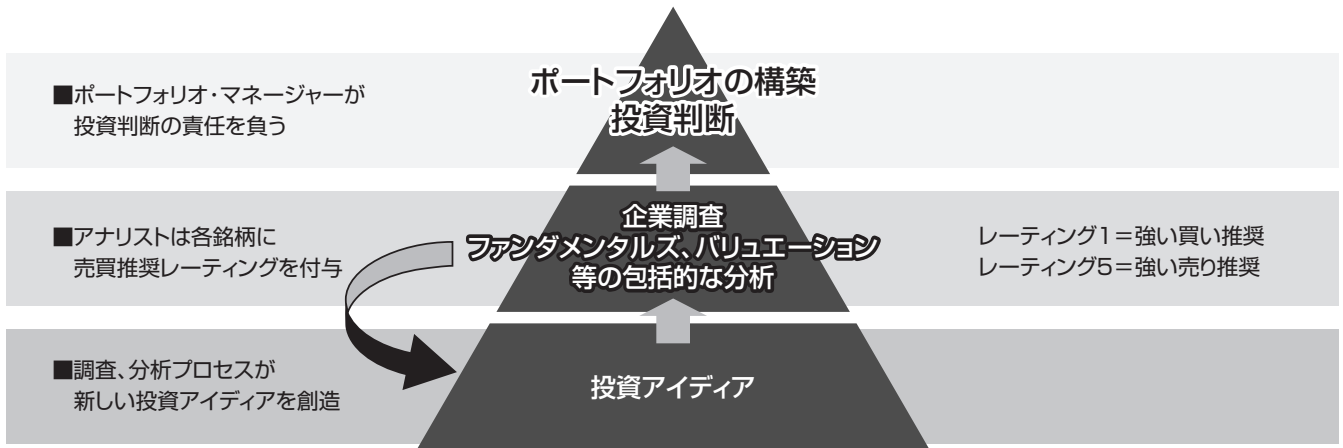 ■ポートフォリオ・マネージャーが
投資判断の責任を負う
ポートフォリオの構築
投資判断
■アナリストは各銘柄に
売買推奨レーティングを付与
企業調査
ファンダメンタルズ、バリュエーション
等の包括的な分析
レーティング1=強い買い推奨
レーティング5=強い売り推奨
■調査、分析プロセスが
新しい投資アイディアを創造
投資アイディア